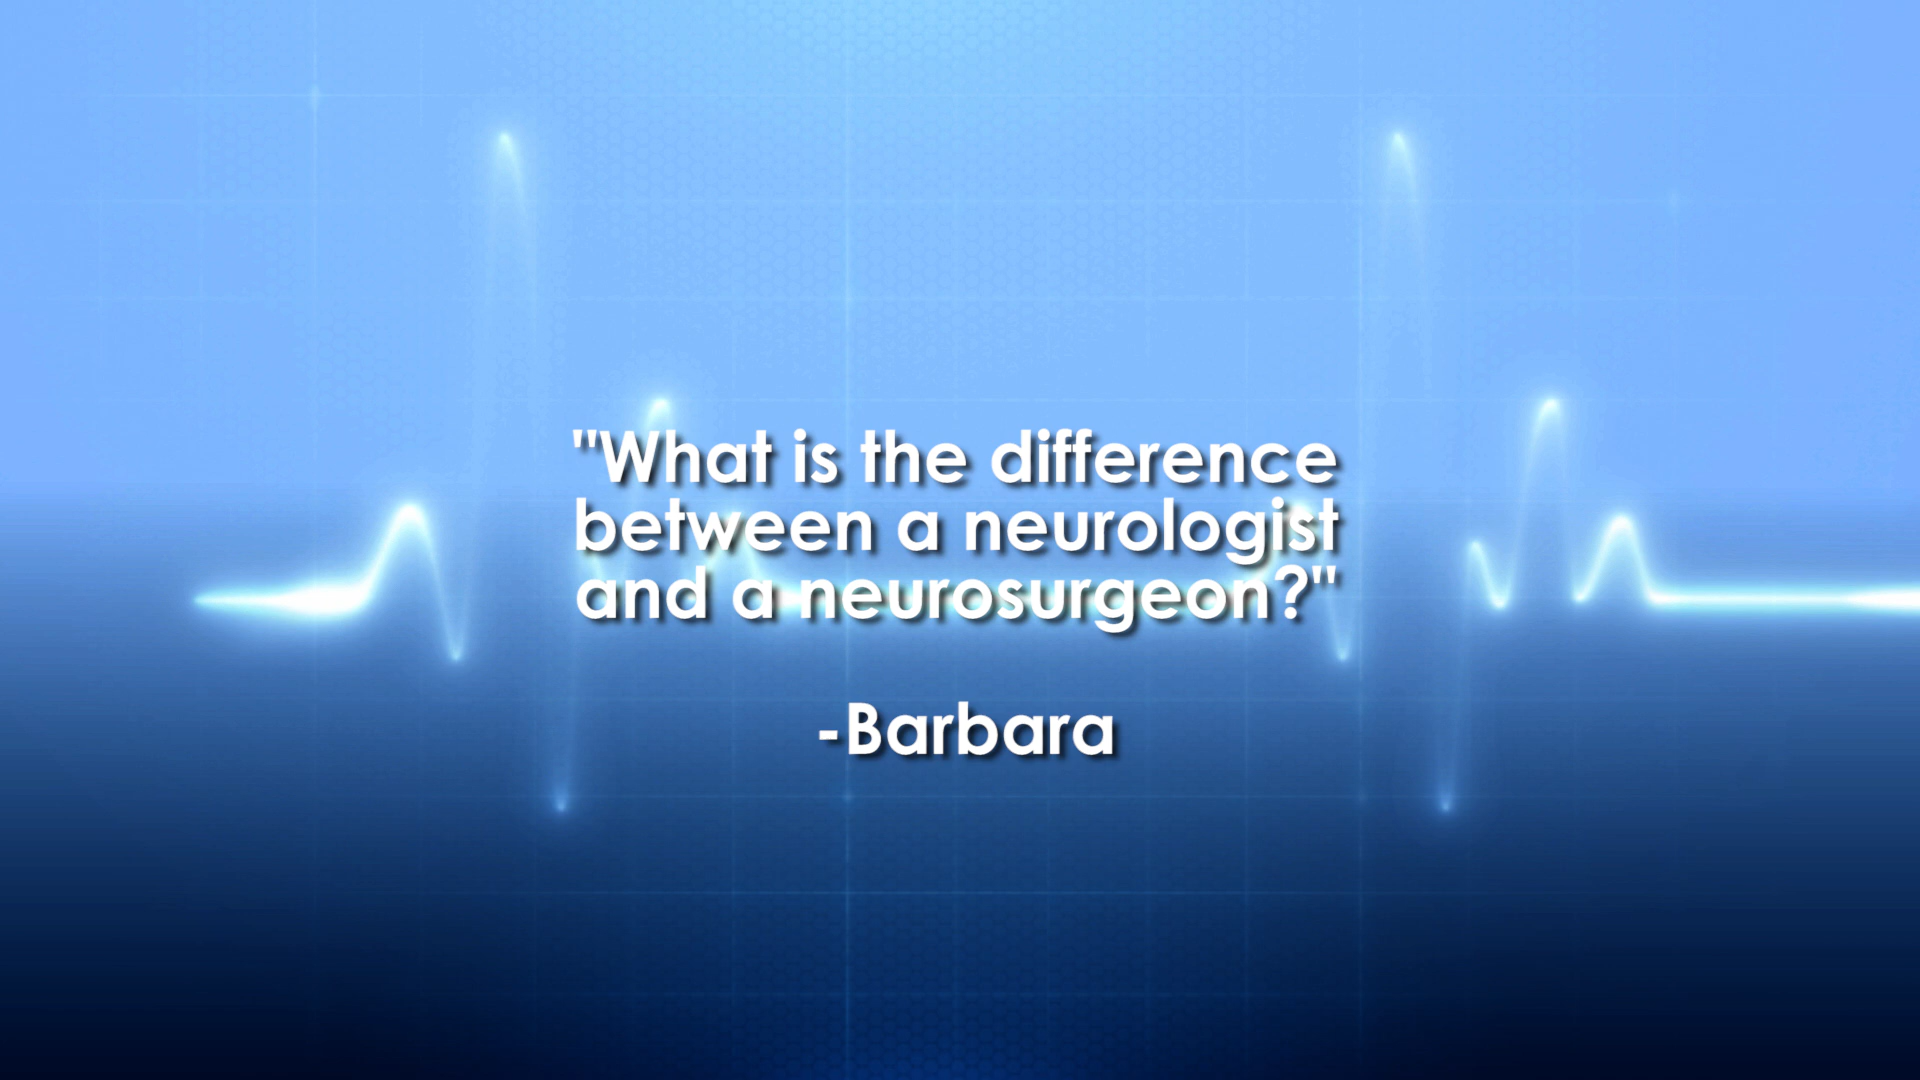 "What is the difference
between a neurologist
and a neurosurgeon?"
-Barbara